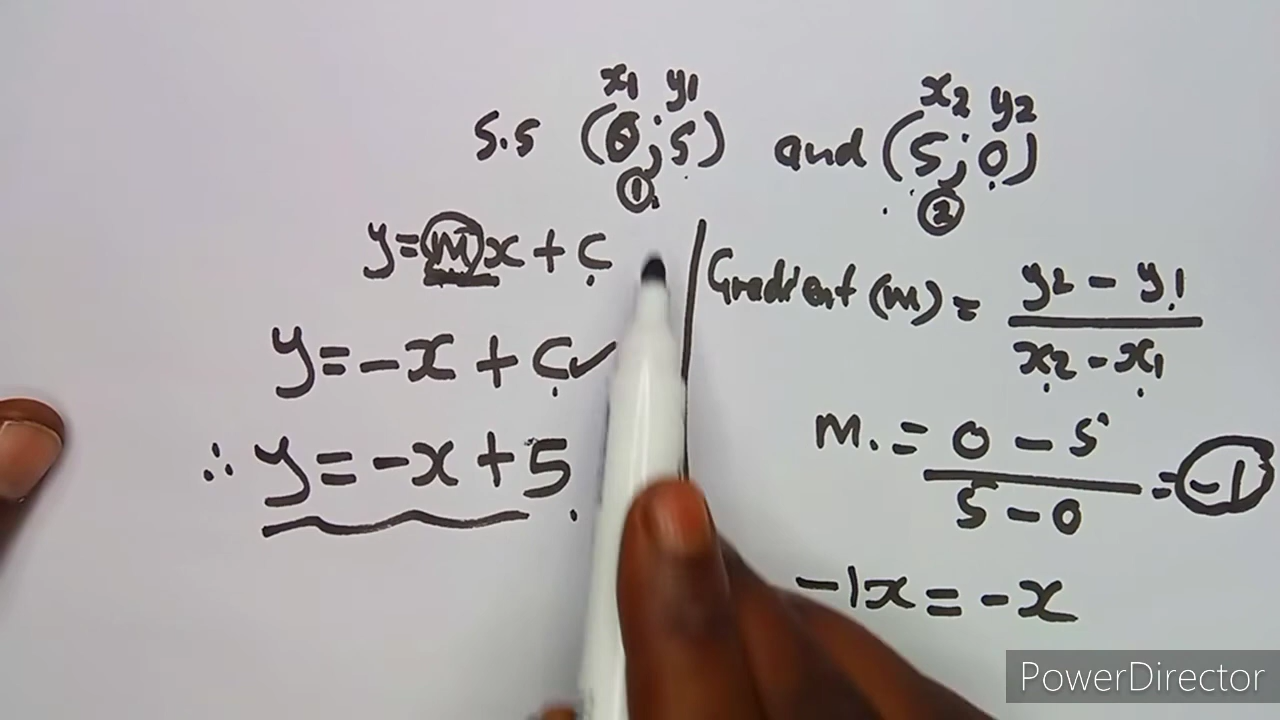 x1 y1 x2 y2
5.5 (0;5) and (5;0)
① ②
y=mx+c
y=-x+c✓
∴ y=-x+5
Gradient (m) = y2-y1
x2-x1
m. = 0-5 = -1
5-0
-1x=-x
PowerDirector